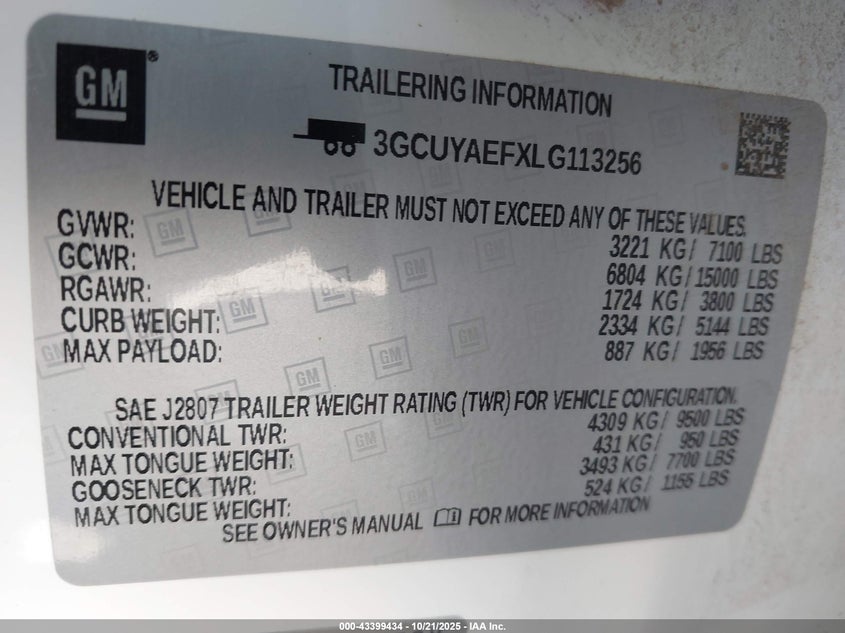 GM®
TRAILERING INFORMATION
3GCUYAEFXLG113256
VEHICLE AND TRAILER MUST NOT EXCEED ANY OF THESE VALUES.
GVWR: 3221 KG/ 7100 LBS
GCWR: 6804 KG/15000 LBS
RGAWR: 1724 KG/ 3800 LBS
CURB WEIGHT: 2334 KG/ 5144 LBS
MAX PAYLOAD: 887 KG/ 1956 LBS
SAE J2807 TRAILER WEIGHT RATING (TWR) FOR VEHICLE CONFIGURATION.
CONVENTIONAL TWR: 4309 KG/ 9500 LBS
MAX TONGUE WEIGHT: 431 KG/ 950 LBS
GOOSENECK TWR: 3493 KG/ 7700 LBS
MAX TONGUE WEIGHT: 524 KG/ 1155 LBS
SEE OWNER'S MANUAL FOR MORE INFORMATION
000-43399434 - 10/21/2025 - IAA Inc.